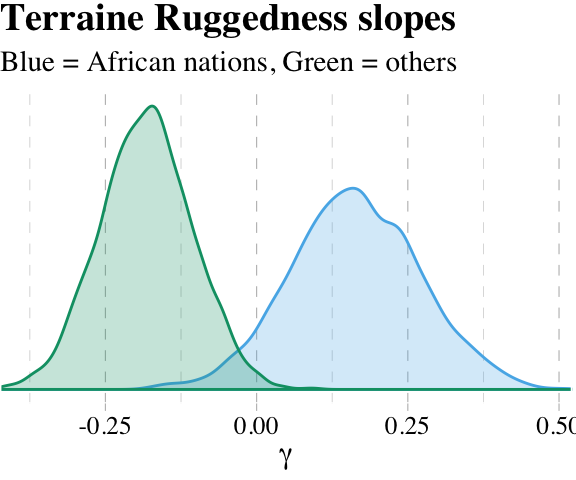 Terraine Ruggedness slopes
Blue = African nations, Green = others
-0.25 0.00 0.25 0.50
γ